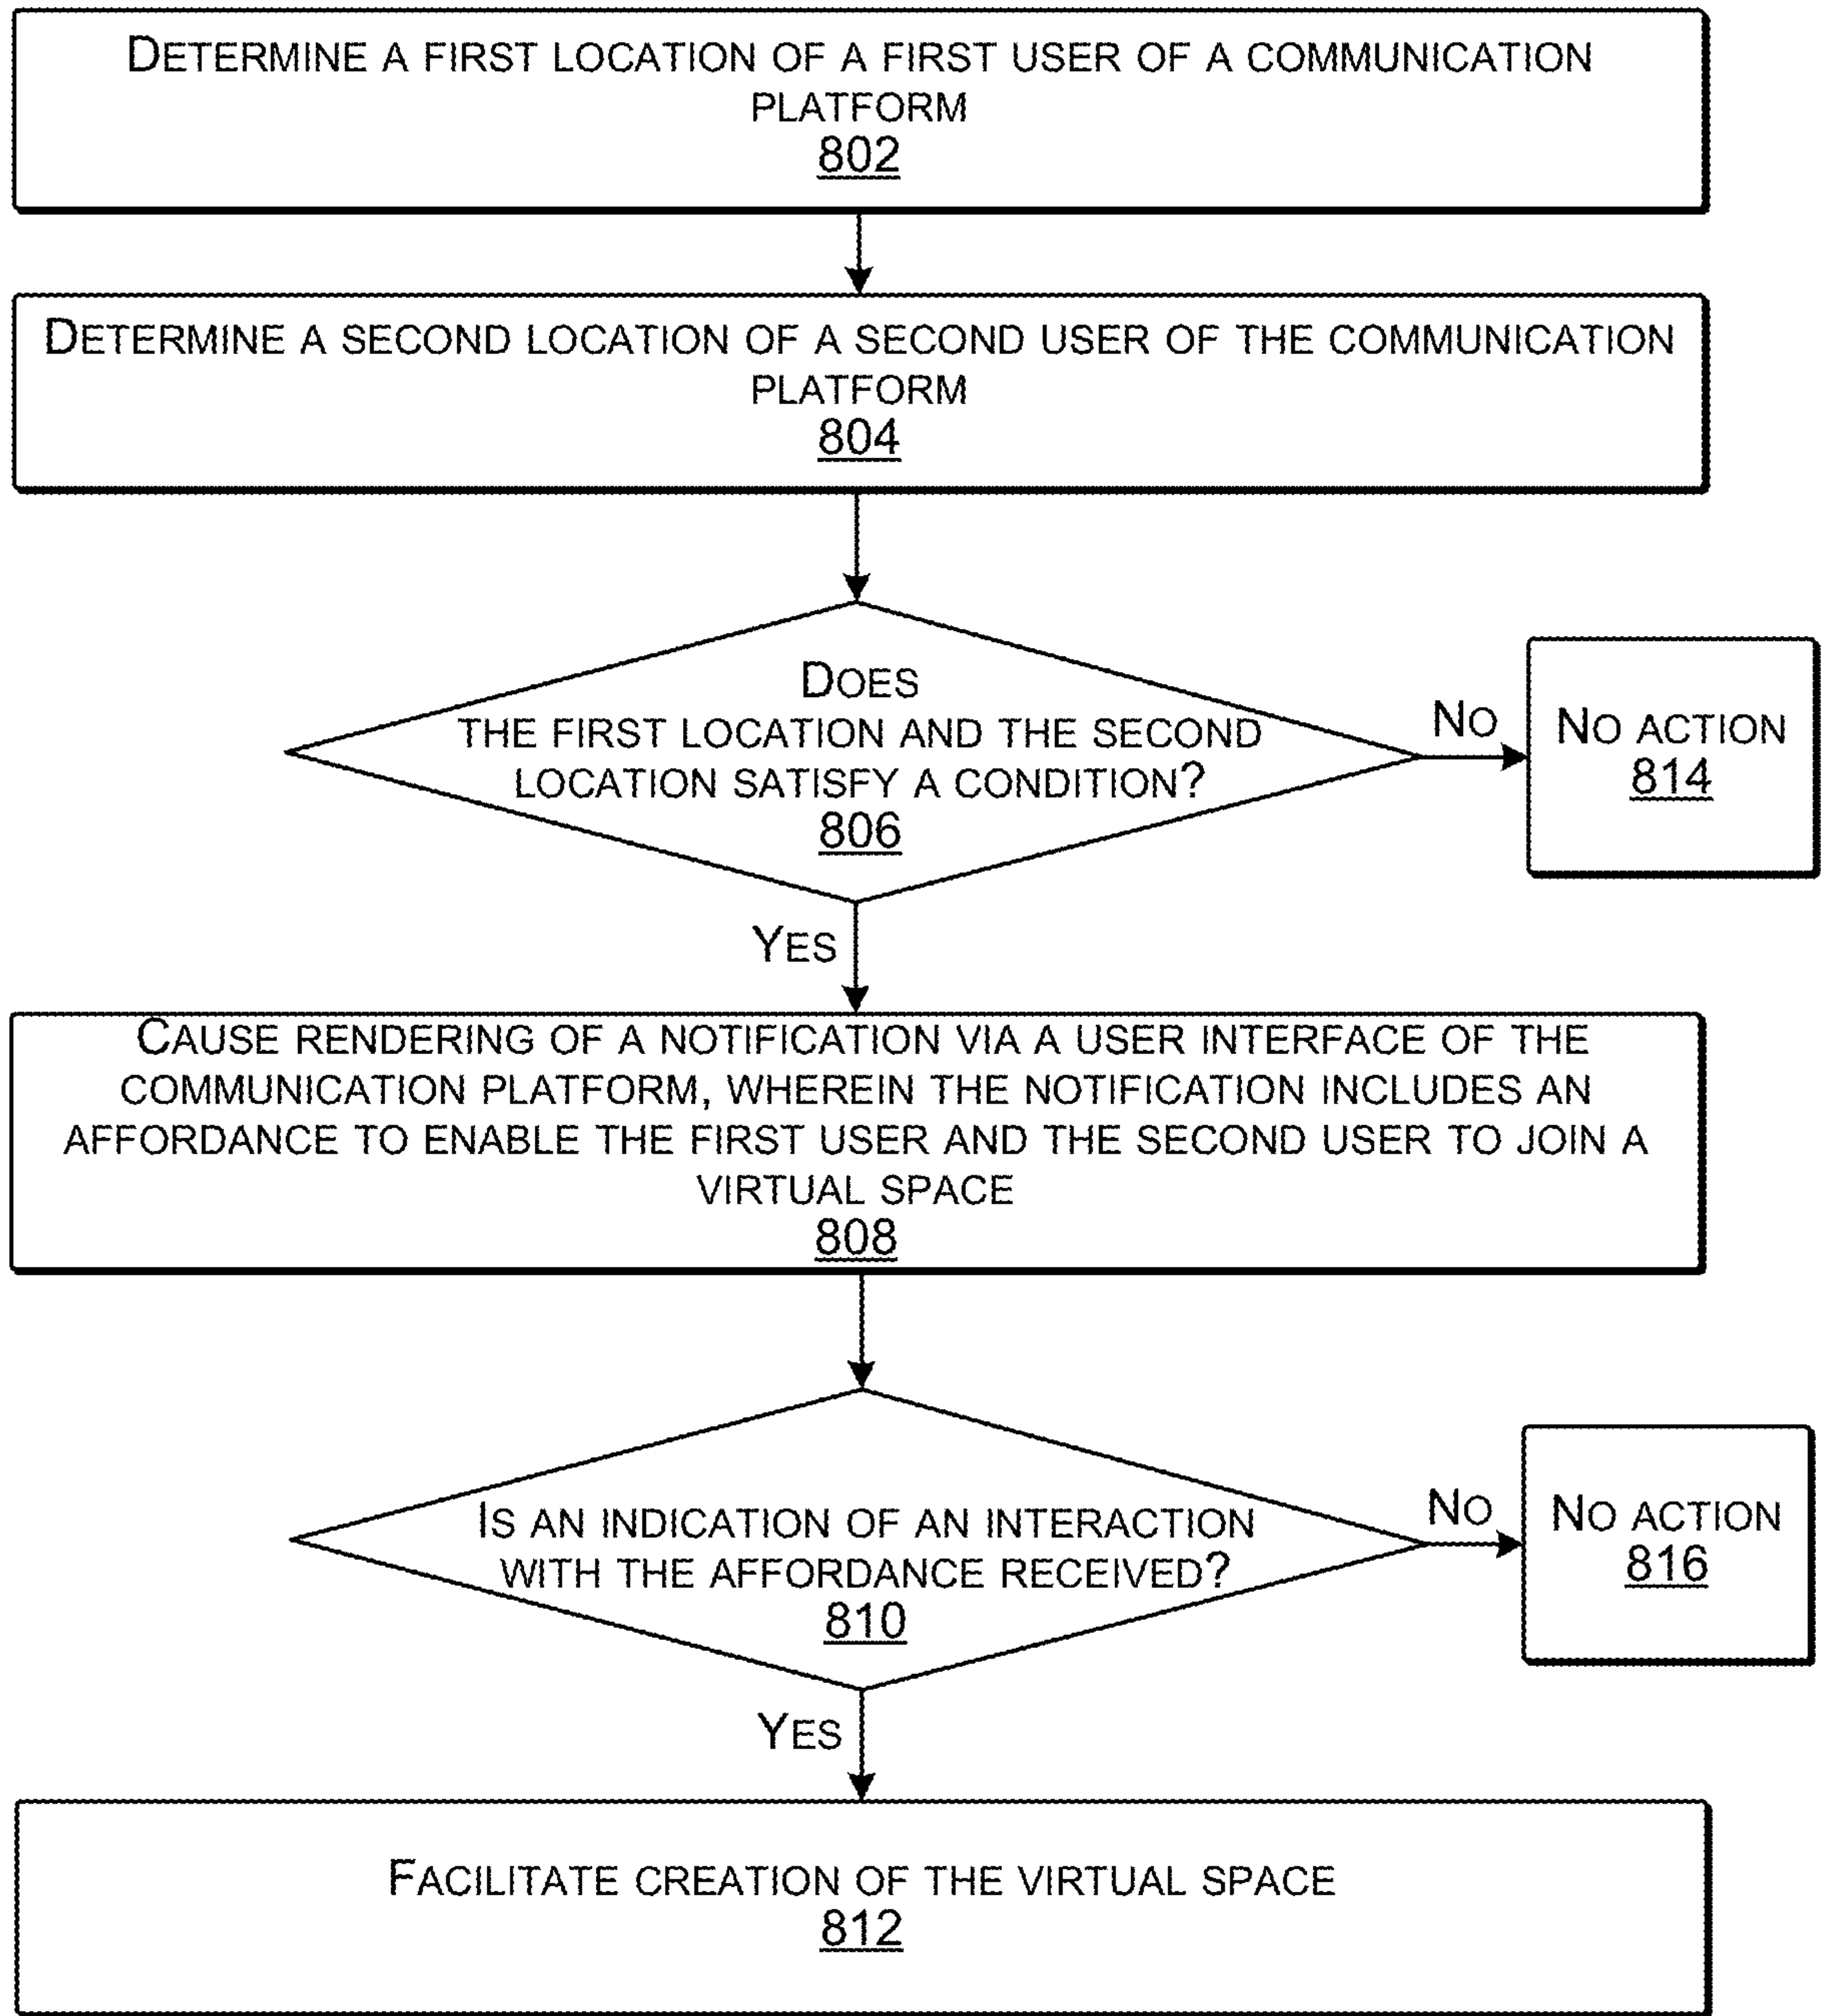 DETERMINE A FIRST LOCATION OF A FIRST USER OF A COMMUNICATION
PLATFORM
802
DETERMINE A SECOND LOCATION OF A SECOND USER OF THE COMMUNICATION
PLATFORM
804
DOES
THE FIRST LOCATION AND THE SECOND
LOCATION SATISFY A CONDITION?
806
NO
NO ACTION
814
YES
CAUSE RENDERING OF A NOTIFICATION VIA A USER INTERFACE OF THE
COMMUNICATION PLATFORM, WHEREIN THE NOTIFICATION INCLUDES AN
AFFORDANCE TO ENABLE THE FIRST USER AND THE SECOND USER TO JOIN A
VIRTUAL SPACE
808
IS AN INDICATION OF AN INTERACTION
WITH THE AFFORDANCE RECEIVED?
810
NO
NO ACTION
816
YES
FACILITATE CREATION OF THE VIRTUAL SPACE
812